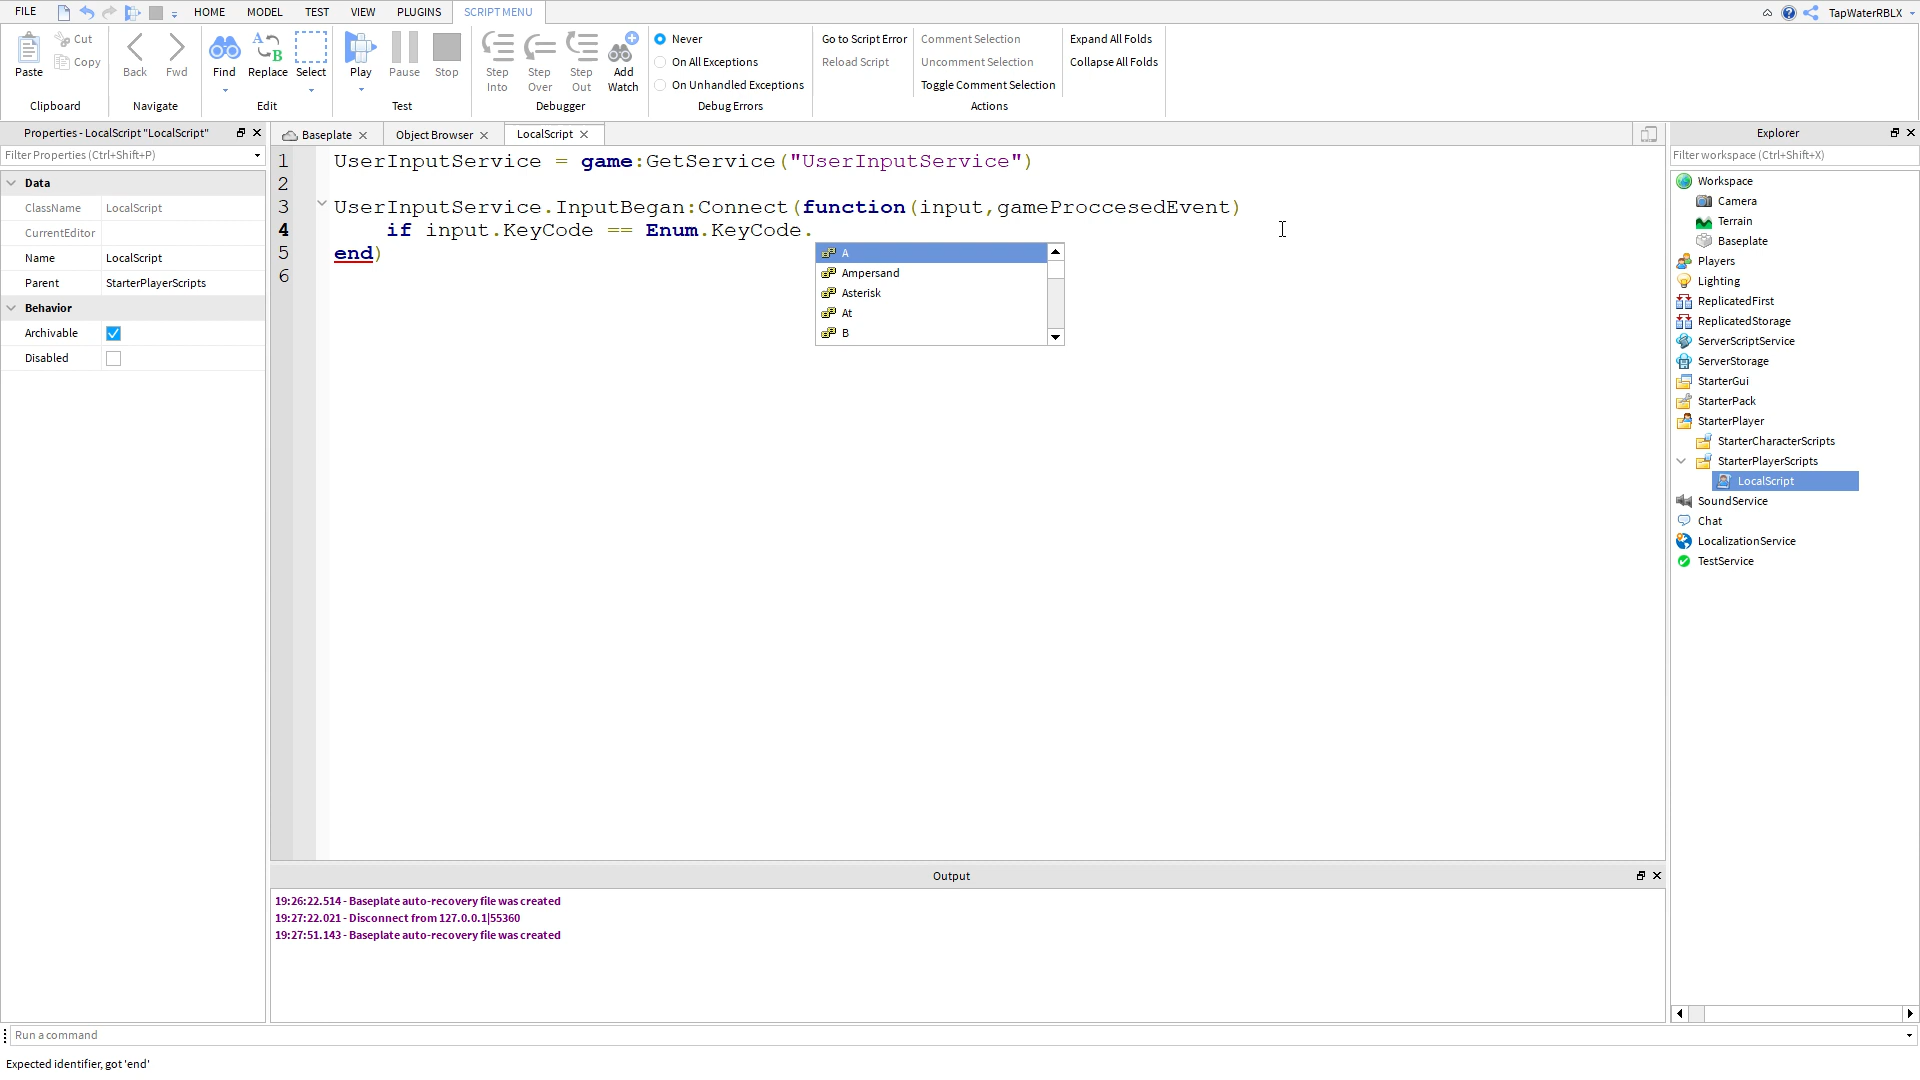 FILE HOME MODEL TEST VIEW PLUGINS SCRIPT MENU TapWaterRBLX
Paste Cut Copy
Clipboard
Back Fwd
Navigate
Find Replace Select
Edit
Play Pause Stop
Test
Step Into Step Over Step Out Add Watch
Debugger
Never
On All Exceptions
On Unhandled Exceptions
Debug Errors
Go to Script Error
Reload Script
Comment Selection
Uncomment Selection
Toggle Comment Selection
Actions
Expand All Folds
Collapse All Folds
Properties - LocalScript "LocalScript"
Filter Properties (Ctrl+Shift+P)
Data
ClassName LocalScript
CurrentEditor
Name LocalScript
Parent StarterPlayerScripts
Behavior
Archivable
Disabled
Baseplate Object Browser LocalScript
1 UserInputService = game:GetService("UserInputService")
2
3 UserInputService.InputBegan:Connect(function(input,gameProccesedEvent)
4 if input.KeyCode == Enum.KeyCode.
5 end)
6
A
Ampersand
Asterisk
At
B
Output
19:26:22.514 - Baseplate auto-recovery file was created
19:27:22.021 - Disconnect from 127.0.0.1|55360
19:27:51.143 - Baseplate auto-recovery file was created
Explorer
Filter workspace (Ctrl+Shift+X)
Workspace
Camera
Terrain
Baseplate
Players
Lighting
ReplicatedFirst
ReplicatedStorage
ServerScriptService
ServerStorage
StarterGui
StarterPack
StarterPlayer
StarterCharacterScripts
StarterPlayerScripts
LocalScript
SoundService
Chat
LocalizationService
TestService
Run a command
Expected identifier, got 'end'